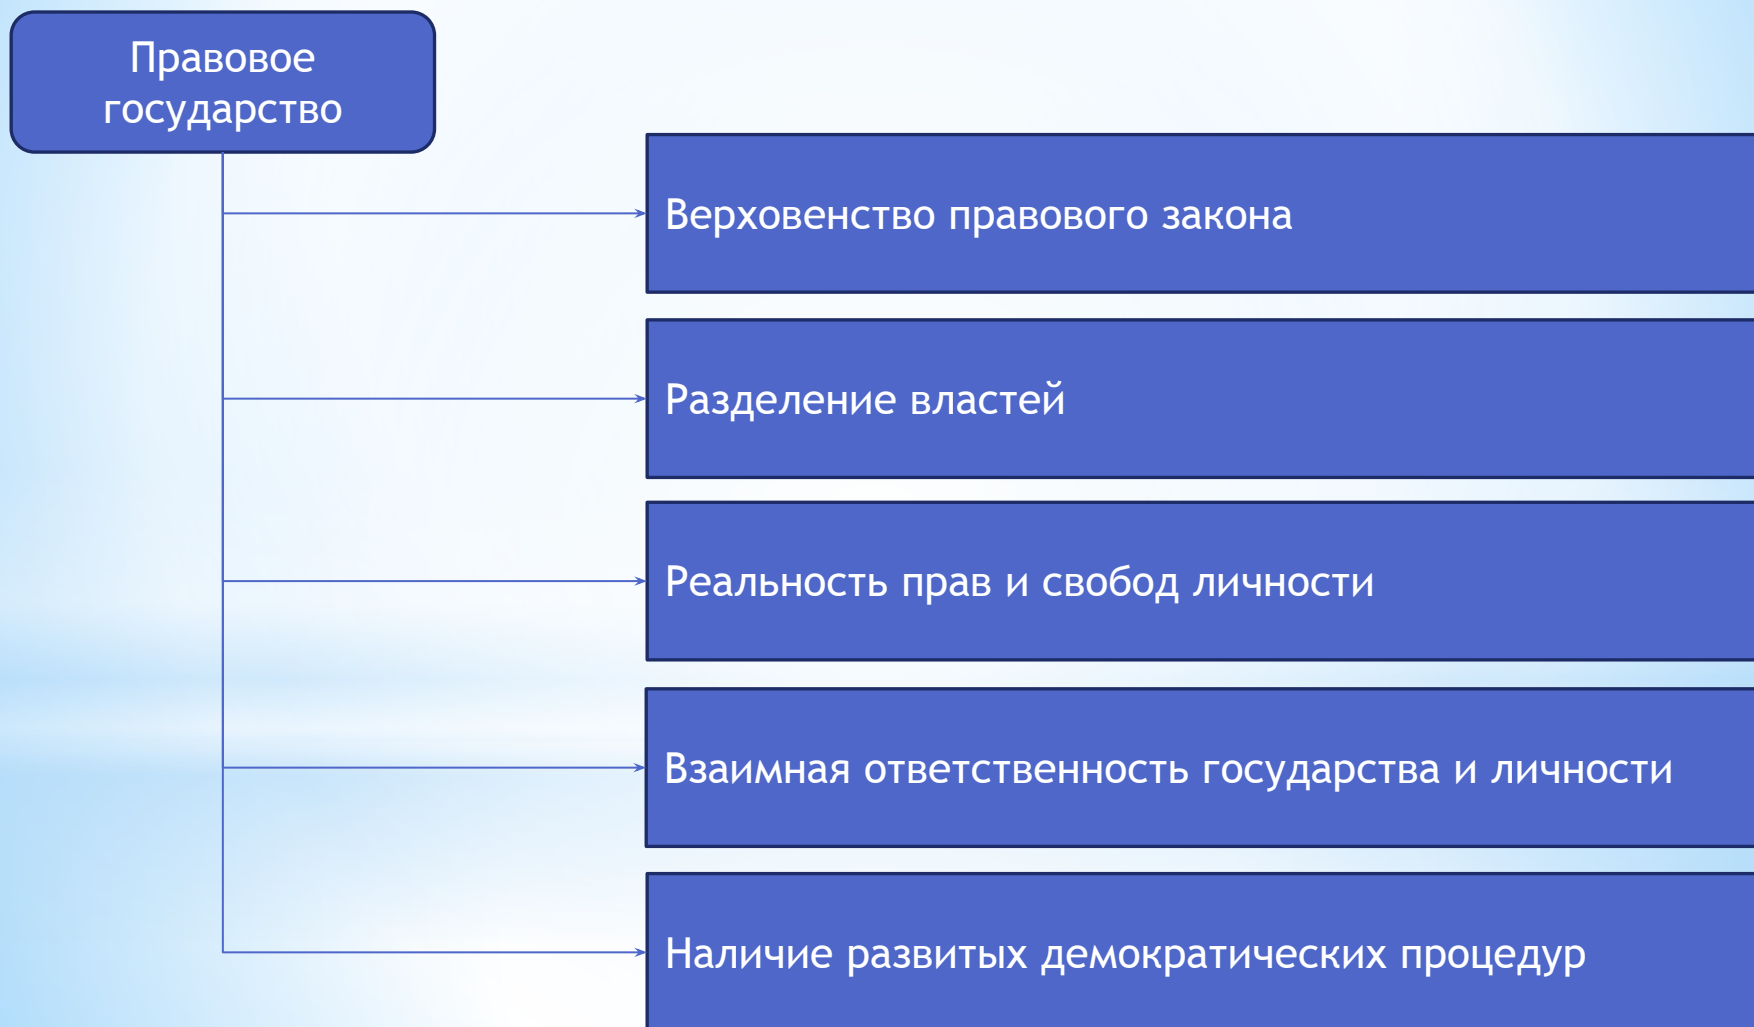 Правовое
государство
Верховенство правового закона
Разделение властей
Реальность прав и свобод личности
Взаимная ответственность государства и личности
Наличие развитых демократических процедур